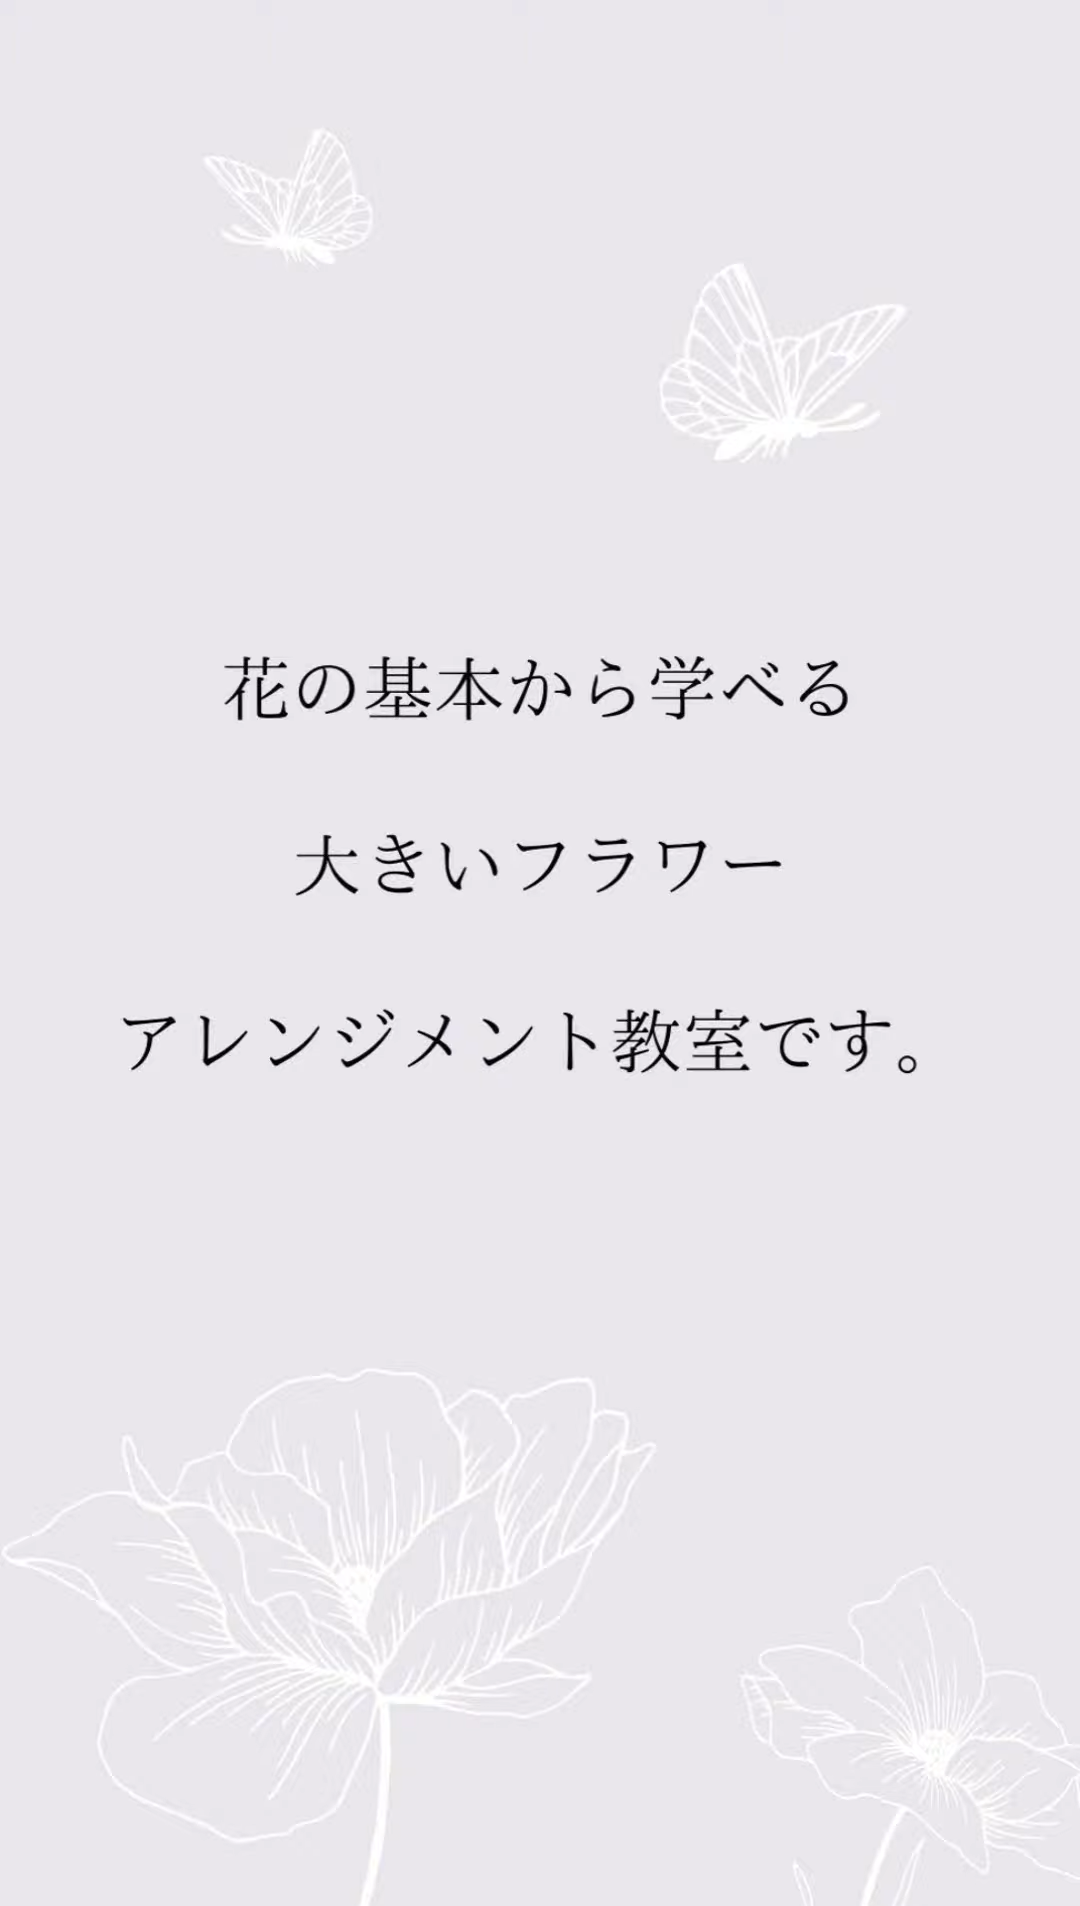 花の基本から学べる
大きいフラワー
アレンジメント教室です。